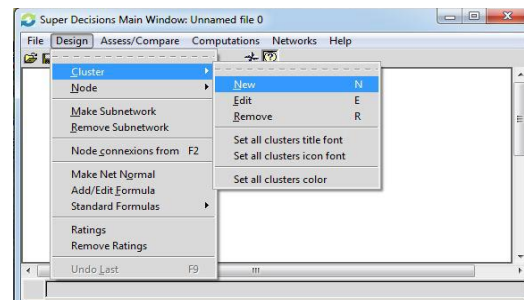 Super Decisions Main Window: Unnamed file 0
File Design Assess/Compare Computations Networks Help
Cluster
Node
Make Subnetwork
Remove Subnetwork
Node connexions from F2
Make Net Normal
Add/Edit Formula
Standard Formulas
Ratings
Remove Ratings
Undo Last F9
New N
Edit E
Remove R
Set all clusters title font
Set all clusters icon font
Set all clusters color